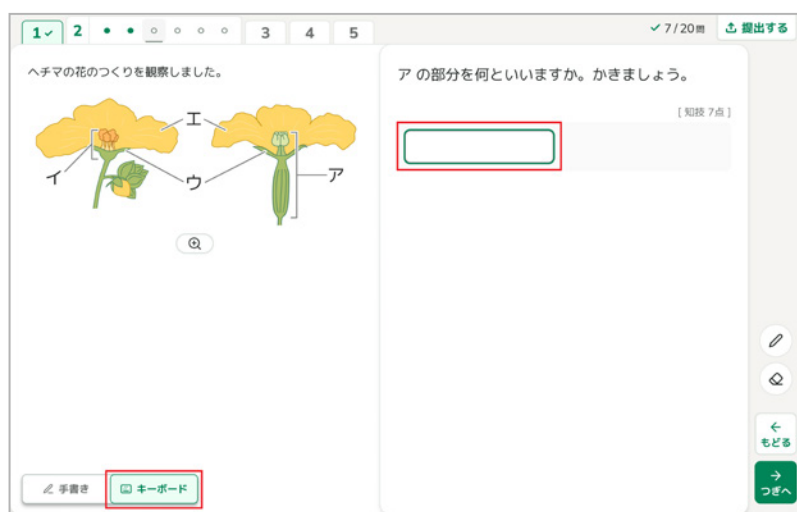 1✓ 2 3 4 5 ✓ 7/20問 提出する
ヘチマの花のつくりを観察しました。
エ
イ
ウ
ア
アの部分を何といいますか。かきましょう。
[知技 7点]
手書き
キーボード
もどる
つぎへ